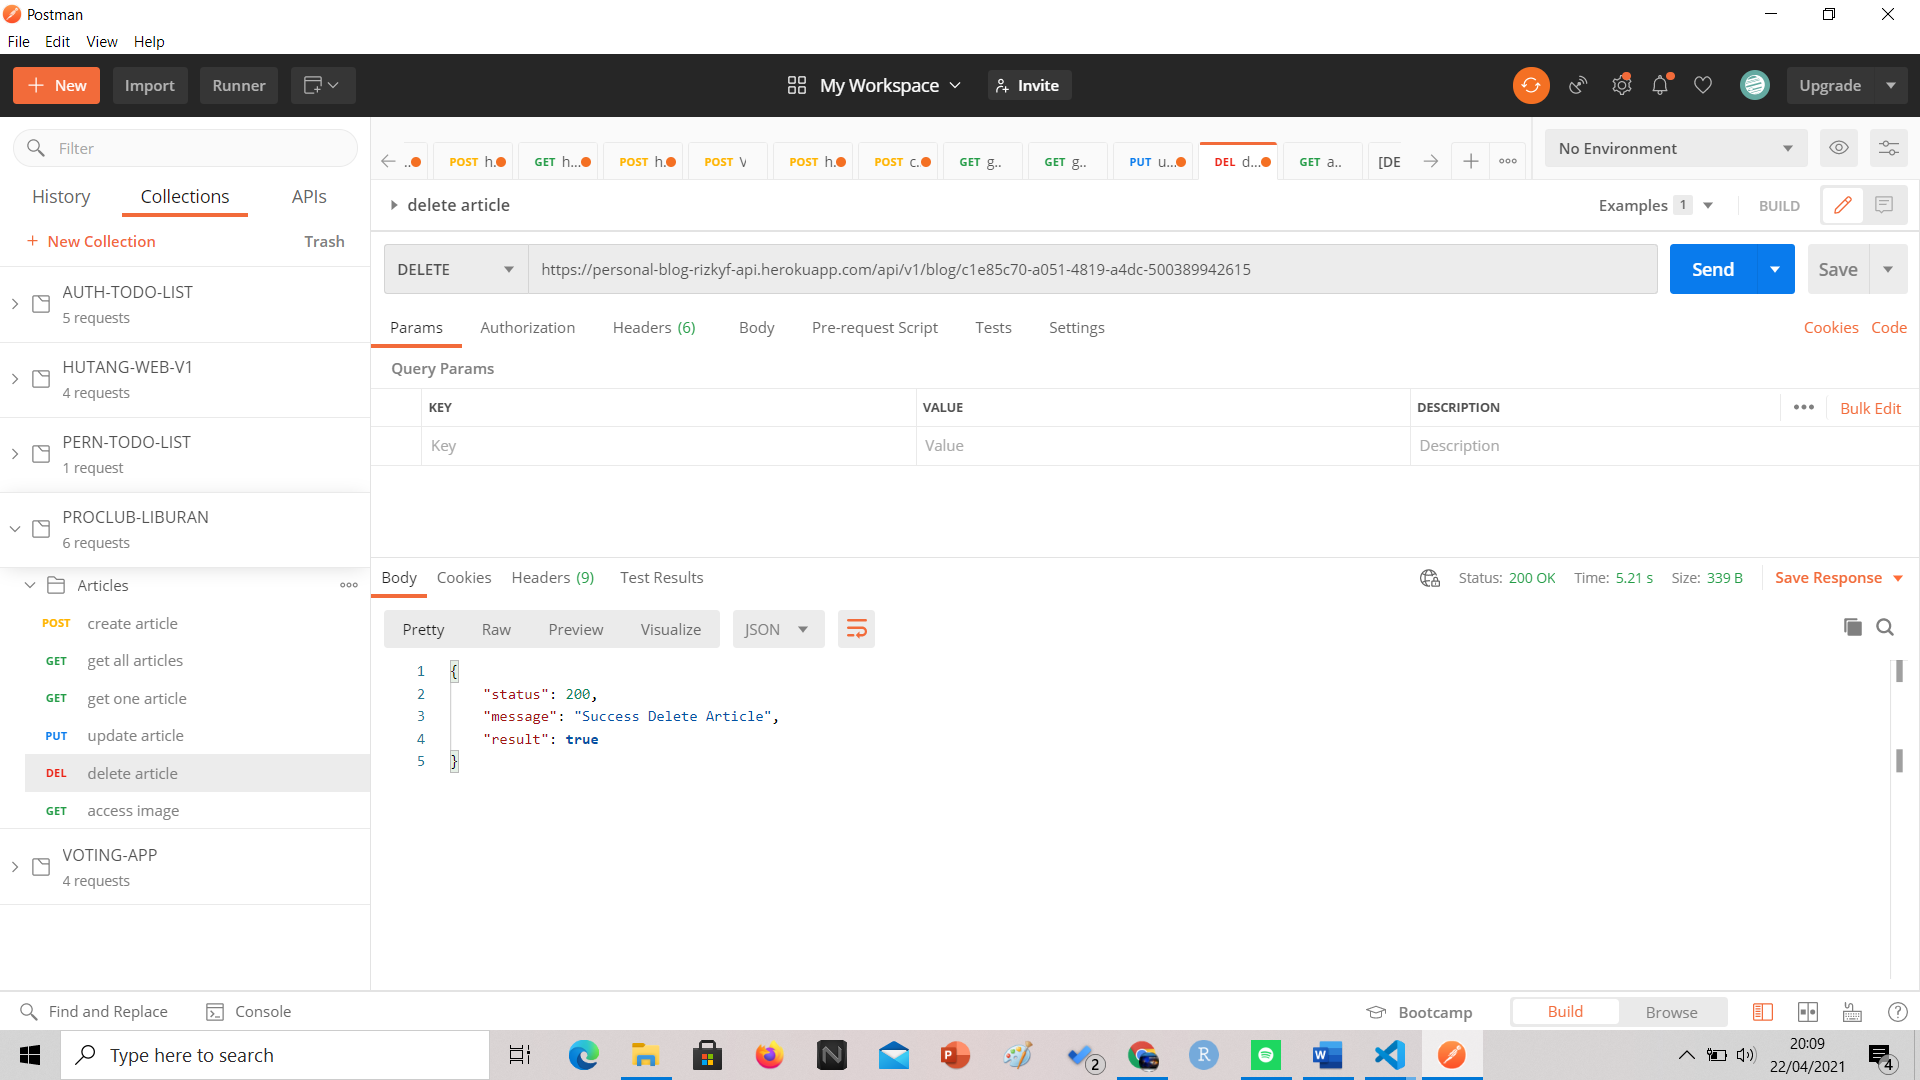 Postman
File Edit View Help
New Import Runner My Workspace Invite Upgrade
Filter
History Collections APIs
New Collection Trash
AUTH-TODO-LIST
5 requests
HUTANG-WEB-V1
4 requests
PERN-TODO-LIST
1 request
PROCLUB-LIBURAN
6 requests
Articles
POST create article
GET get all articles
GET get one article
PUT update article
DEL delete article
GET access image
VOTING-APP
4 requests
.. POST h. GET h... POST h. POST V POST h. POST c. GET g.. GET g.. PUT u... DEL d... GET a.. [DE
No Environment
delete article Examples 1 BUILD
DELETE https://personal-blog-rizkyf-api.herokuapp.com/api/v1/blog/c1e85c70-a051-4819-a4dc-500389942615 Send Save
Params Authorization Headers (6) Body Pre-request Script Tests Settings Cookies Code
Query Params
KEY VALUE DESCRIPTION Bulk Edit
Key Value Description
Body Cookies Headers (9) Test Results Status: 200 OK Time: 5.21 s Size: 339 B Save Response
Pretty Raw Preview Visualize JSON
1 {
2 "status": 200,
3 "message": "Success Delete Article",
4 "result": true
5 }
Find and Replace Console Bootcamp Build Browse
Type here to search 2 20:09
22/04/2021 4